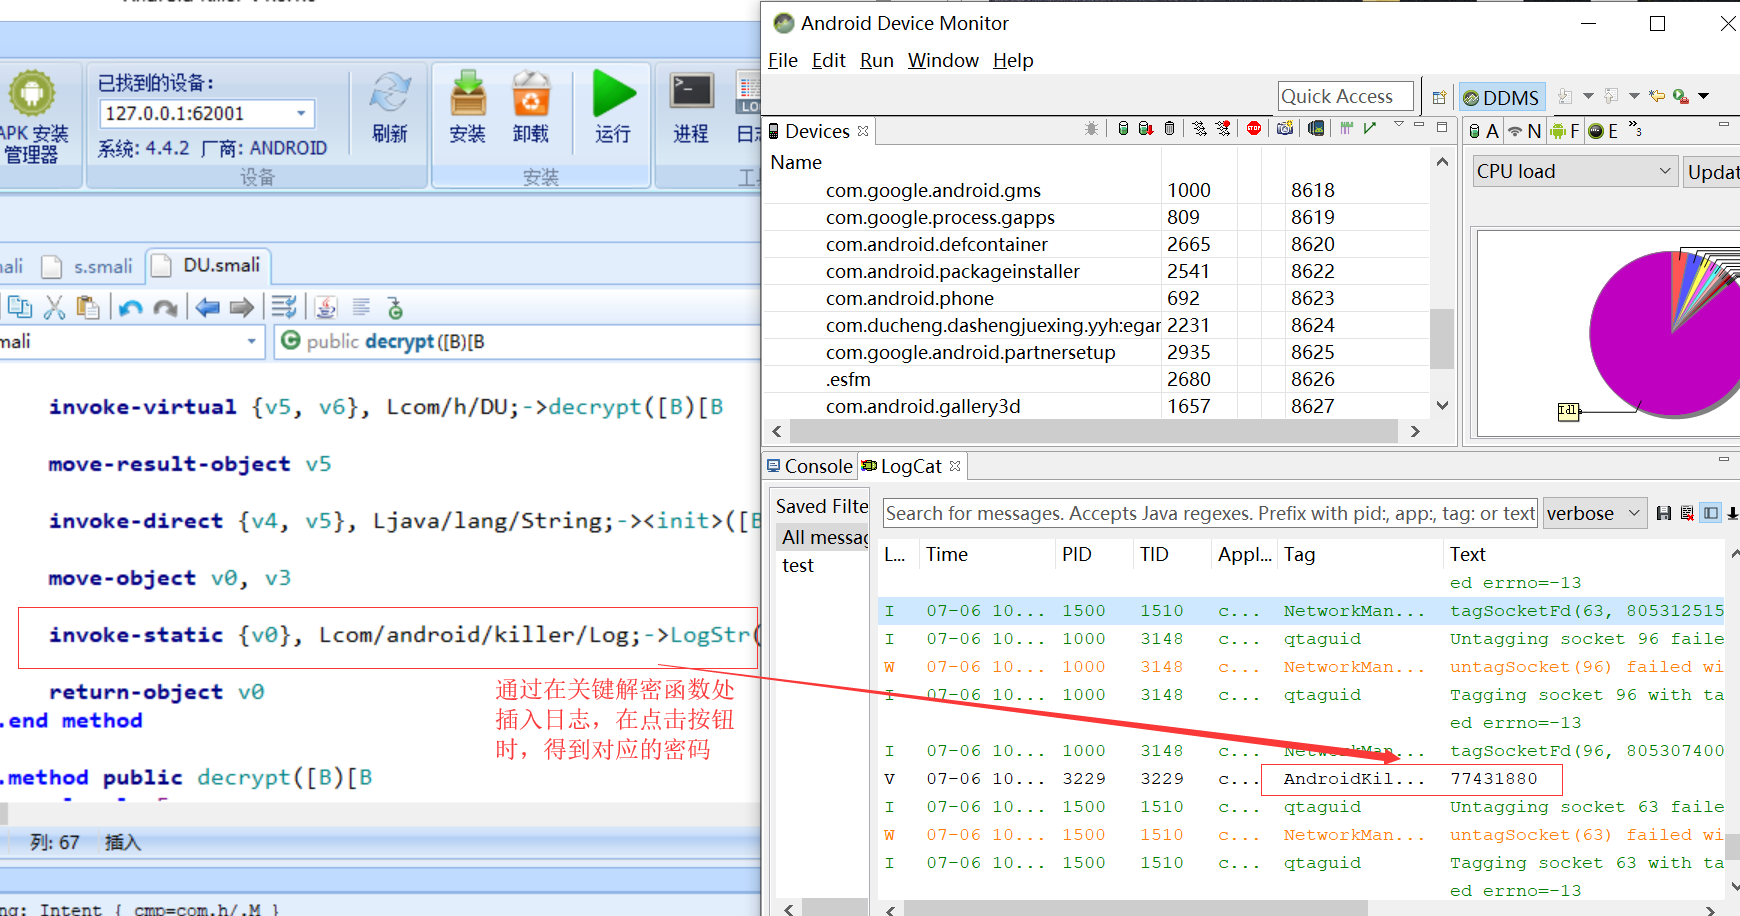 Android Device Monitor
File Edit Run Window Help
Quick Access
DDMS
已找到的设备：
127.0.0.1:62001
系统: 4.4.2 厂商: ANDROID
设备
APK 安装
管理器
刷新
安装
卸载
运行
安装
进程
s.smali
DU.smali
public decrypt ([B)[B
invoke-virtual {v5, v6}, Lcom/h/DU;->decrypt([B)[B
move-result-object v5
invoke-direct {v4, v5}, Ljava/lang/String;-><init>([B
move-object v0, v3
invoke-static {v0}, Lcom/android/killer/Log;->LogStr(
return-object v0
.end method
.method public decrypt([B)[B
通过在关键解密函数处
插入日志，在点击按钮
时，得到对应的密码
列: 67 插入
Intent { cmp=com.h/.M }
Devices
A N F E »3
Name
com.google.android.gms 1000 8618
com.google.process.gapps 809 8619
com.android.defcontainer 2665 8620
com.android.packageinstaller 2541 8622
com.android.phone 692 8623
com.ducheng.dashengjuexing.yyh:egar 2231 8624
com.google.android.partnersetup 2935 8625
.esfm 2680 8626
com.android.gallery3d 1657 8627
CPU load
Updat
Console
LogCat
Saved Filte
All messag
test
Search for messages. Accepts Java regexes. Prefix with pid:, app:, tag: or text
verbose
L... Time PID TID Appl... Tag Text
ed errno=-13
I 07-06 10... 1500 1510 c... NetworkMan... tagSocketFd(63, 805312515
I 07-06 10... 1000 3148 c... qtaguid Untagging socket 96 faile
W 07-06 10... 1000 3148 c... NetworkMan... untagSocket(96) failed wi
I 07-06 10... 1000 3148 c... qtaguid Tagging socket 96 with ta
ed errno=-13
I 07-06 10... 1000 3148 c... NetworkMan... tagSocketFd(96, 805307400
V 07-06 10... 3229 3229 c... AndroidKil... 77431880
I 07-06 10... 1500 1510 c... qtaguid Untagging socket 63 faile
W 07-06 10... 1500 1510 c... NetworkMan... untagSocket(63) failed wi
I 07-06 10... 1500 1510 c... qtaguid Tagging socket 63 with ta
ed errno=-13